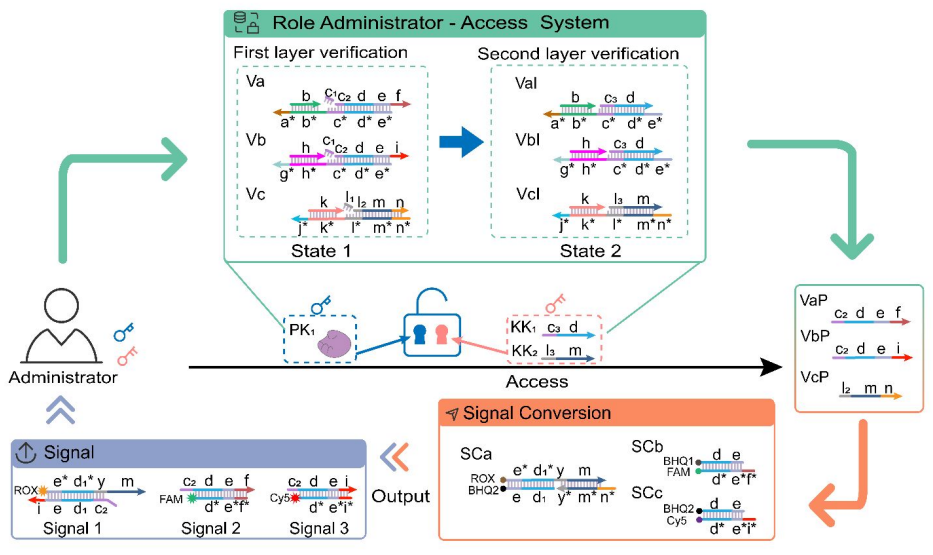 Role Administrator - Access System
First layer verification
Second layer verification
Va
b c₁ c₂ d e f
a* b* c* d* e*
Vb
h c₁ c₂ d e i
g* h* c* d* e*
Vc
k l₁ l₂ m n
j* k* l* m* n*
State 1
VaI
b c₃ d
a* b* c* d* e*
VbI
h c₃ d
g* h* c* d* e*
VcI
k l₃ m
j* k* l* m* n*
State 2
Administrator
PK₁
KK₁ c₃ d
KK₂ l₃ m
Access
VaP
c₂ d e f
VbP
c₂ d e i
VcP
l₂ m n
Signal Conversion
SCa
e* d₁* y m
ROX
BHQ2
e d₁ y* m* n*
SCb
d e
BHQ1
FAM
d* e* f*
SCc
d e
BHQ2
Cy5
d* e* i*
Output
Signal
e* d₁* y m
ROX
i e d₁ c₂
Signal 1
c₂ d e f
FAM
d* e* f*
Signal 2
c₂ d e i
Cy5
d* e* i*
Signal 3